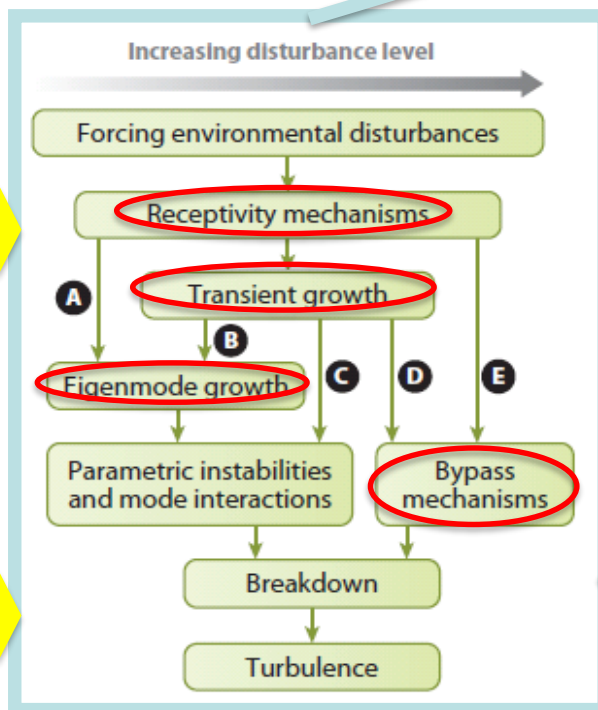 Increasing disturbance level
Forcing environmental disturbances
Receptivity mechanisms
A
Transient growth
B
Eigenmode growth
C
D
E
Parametric instabilities
and mode interactions
Bypass
mechanisms
Breakdown
Turbulence